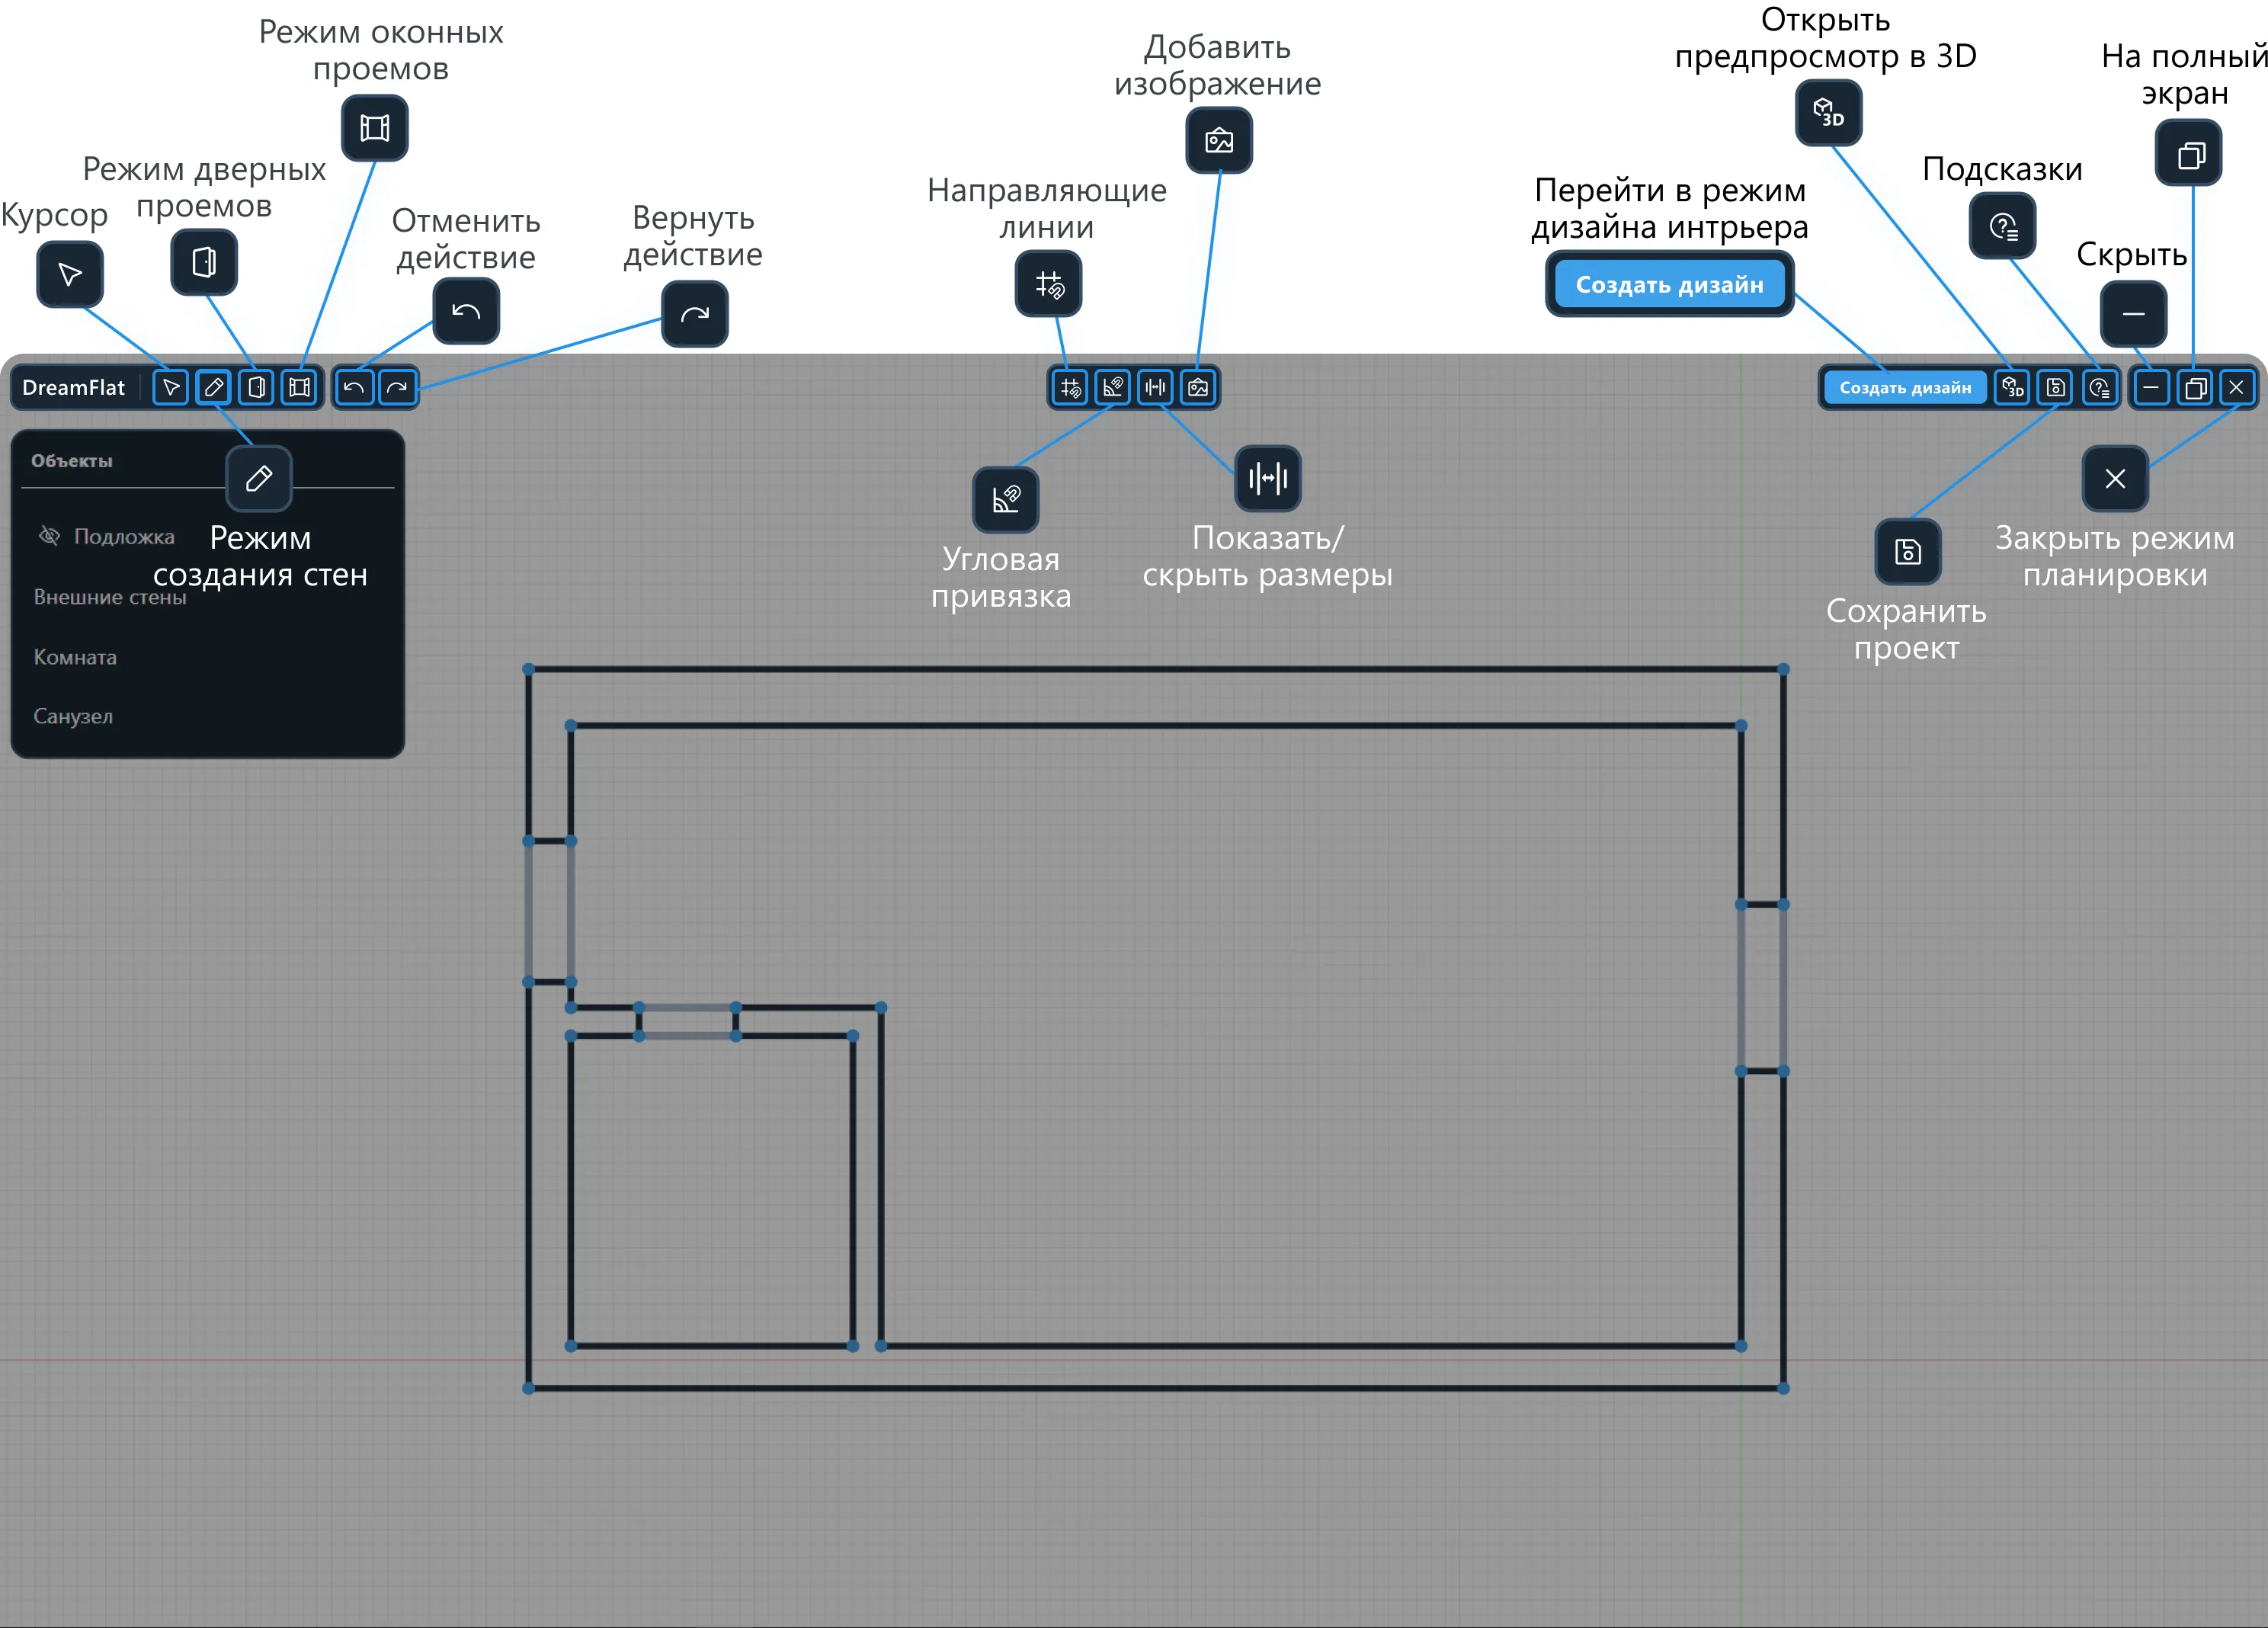 Режим оконных
проемов
Добавить
изображение
Открыть
предпросмотр в 3D
На полный
экран
3D
Режим дверных
проемов
Курсор
Отменить
действие
Вернуть
действие
Направляющие
линии
Перейти в режим
дизайна интрьера
Создать дизайн
Подсказки
Скрыть
DreamFlat
Создать дизайн
3D
Объекты
Подложка
Режим
создания стен
Внешние стены
Комната
Санузел
Угловая
привязка
Показать/
скрыть размеры
Сохранить
проект
Закрыть режим
планировки